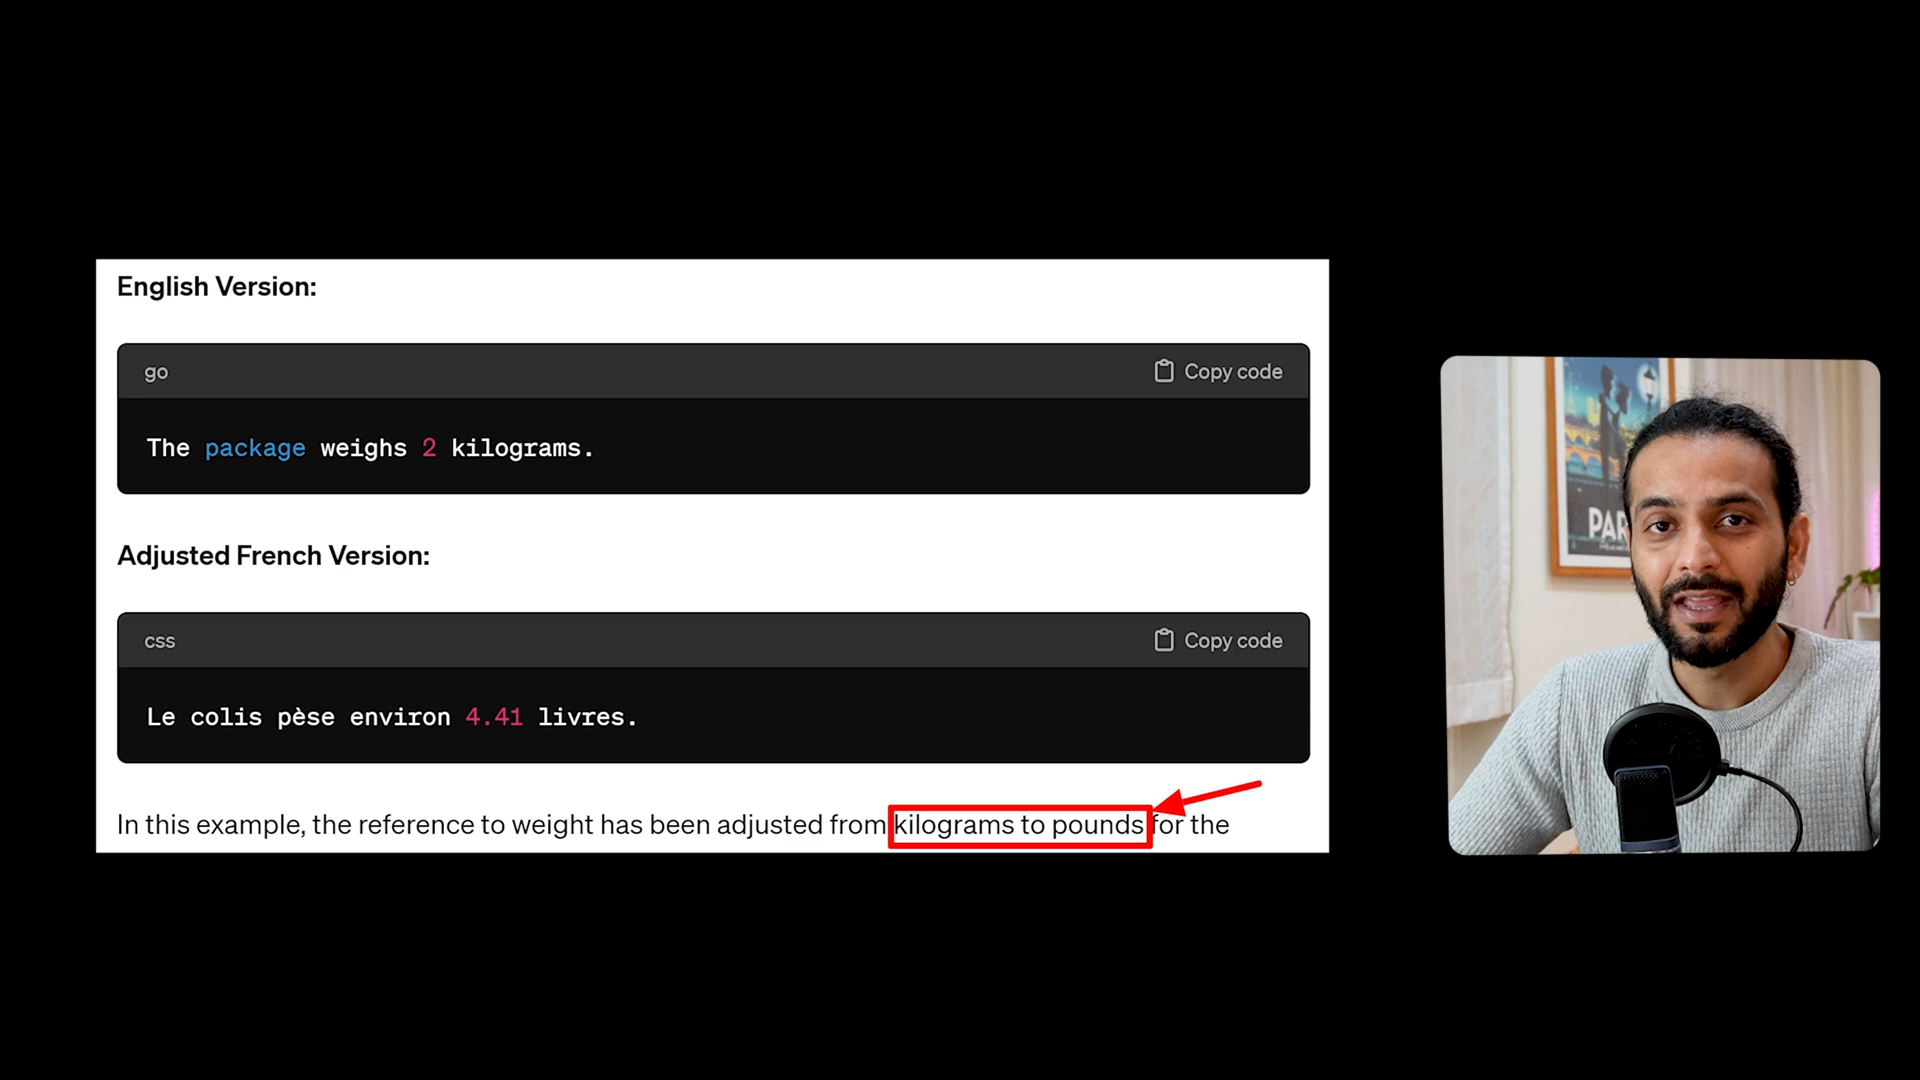 English Version:
go
Copy code
The package weighs 2 kilograms.
Adjusted French Version:
css
Copy code
Le colis pèse environ 4.41 livres.
In this example, the reference to weight has been adjusted from kilograms to pounds for the
PAR